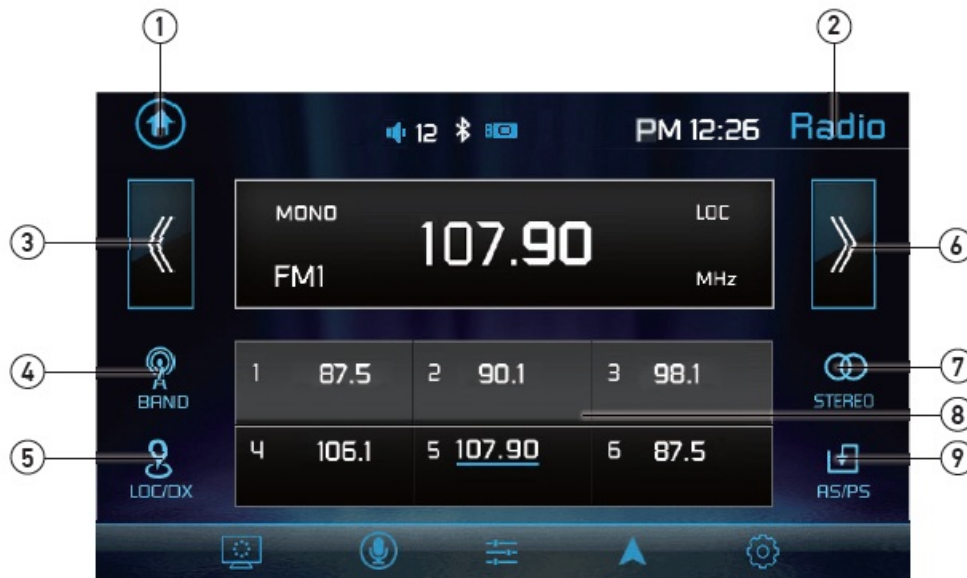 1 2
12 PM 12:26 Radio
MONO LOC
3 107.90 6
FM1 MHz
4 BAND 1 87.5 2 90.1 3 98.1 7 STEREO
8
5 LOC/DX 4 106.1 5 107.90 6 87.5 9 AS/PS